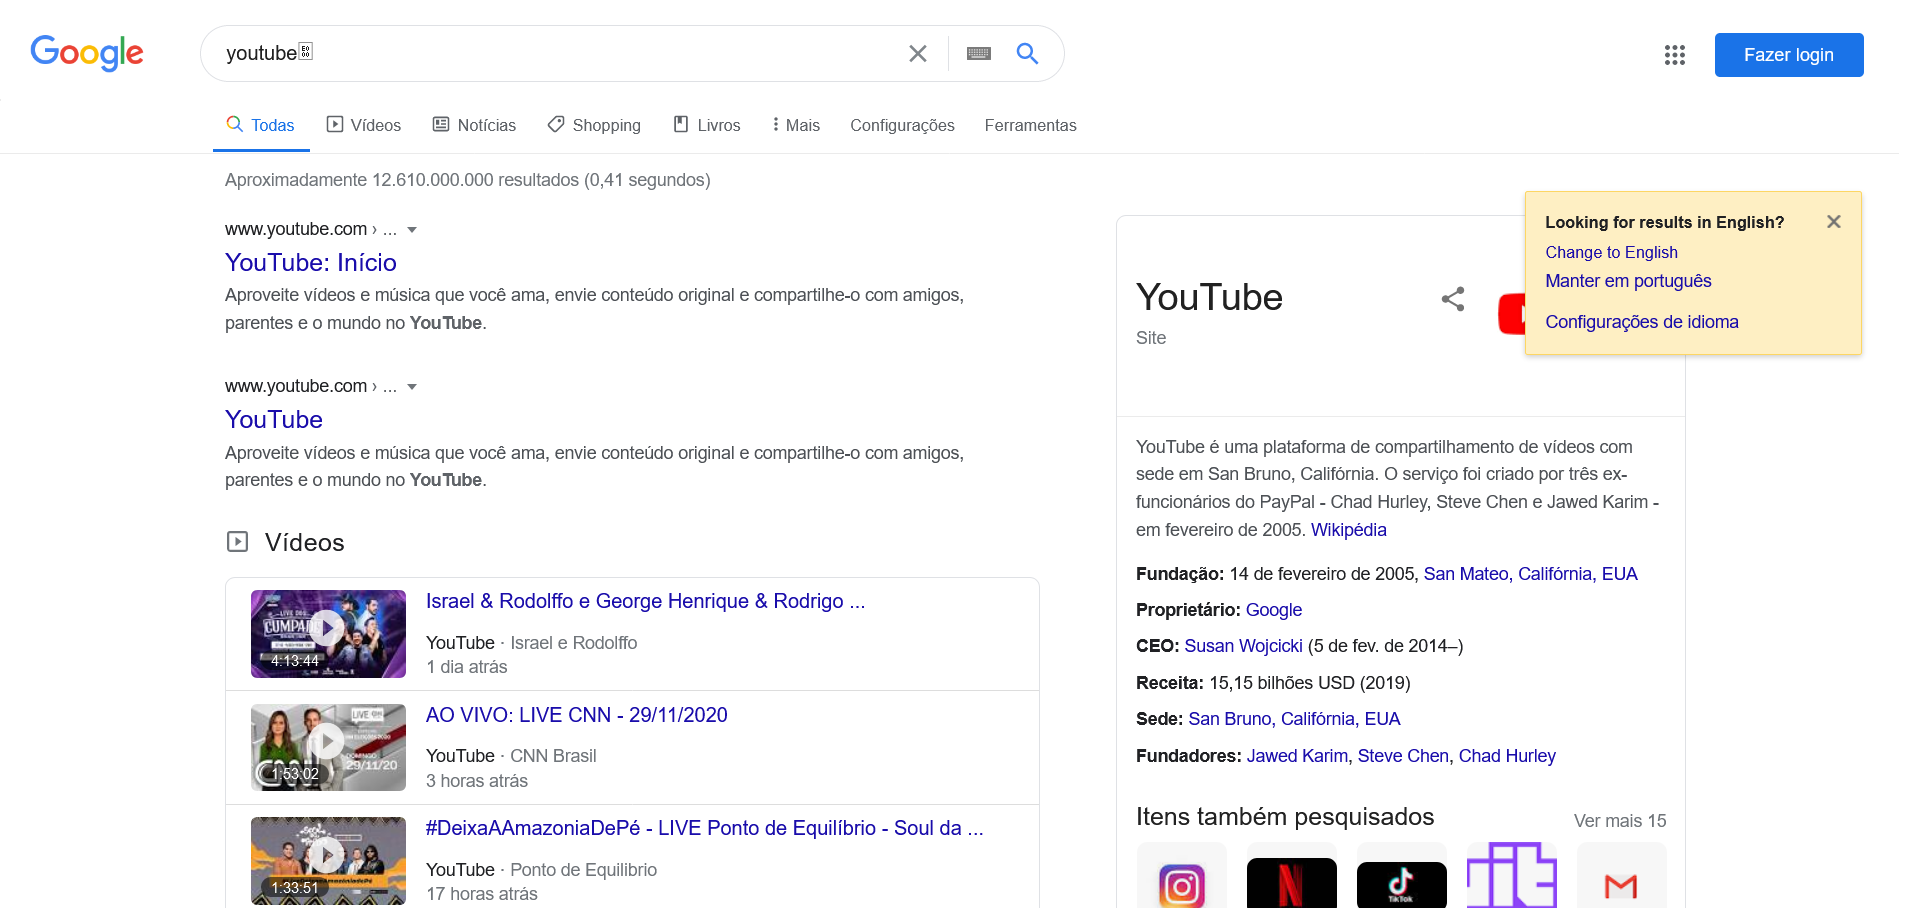 Google
youtube
Fazer login
Todas
Vídeos
Notícias
Shopping
Livros
Mais
Configurações
Ferramentas
Aproximadamente 12.610.000.000 resultados (0,41 segundos)
www.youtube.com › ...
YouTube: Início
Aproveite vídeos e música que você ama, envie conteúdo original e compartilhe-o com amigos,
parentes e o mundo no YouTube.
www.youtube.com › ...
YouTube
Aproveite vídeos e música que você ama, envie conteúdo original e compartilhe-o com amigos,
parentes e o mundo no YouTube.
Vídeos
4:13:44
Israel & Rodolffo e George Henrique & Rodrigo ...
YouTube · Israel e Rodolffo
1 dia atrás
LIVE
29/11/20
1:53:02
AO VIVO: LIVE CNN - 29/11/2020
YouTube · CNN Brasil
3 horas atrás
1:33:51
#DeixaAAmazoniaDePé - LIVE Ponto de Equilíbrio - Soul da ...
YouTube · Ponto de Equilibrio
17 horas atrás
Looking for results in English?
Change to English
Manter em português
Configurações de idioma
YouTube
Site
YouTube é uma plataforma de compartilhamento de vídeos com
sede em San Bruno, Califórnia. O serviço foi criado por três ex-
funcionários do PayPal - Chad Hurley, Steve Chen e Jawed Karim -
em fevereiro de 2005. Wikipédia
Fundação: 14 de fevereiro de 2005, San Mateo, Califórnia, EUA
Proprietário: Google
CEO: Susan Wojcicki (5 de fev. de 2014–)
Receita: 15,15 bilhões USD (2019)
Sede: San Bruno, Califórnia, EUA
Fundadores: Jawed Karim, Steve Chen, Chad Hurley
Itens também pesquisados
Ver mais 15
TikTok